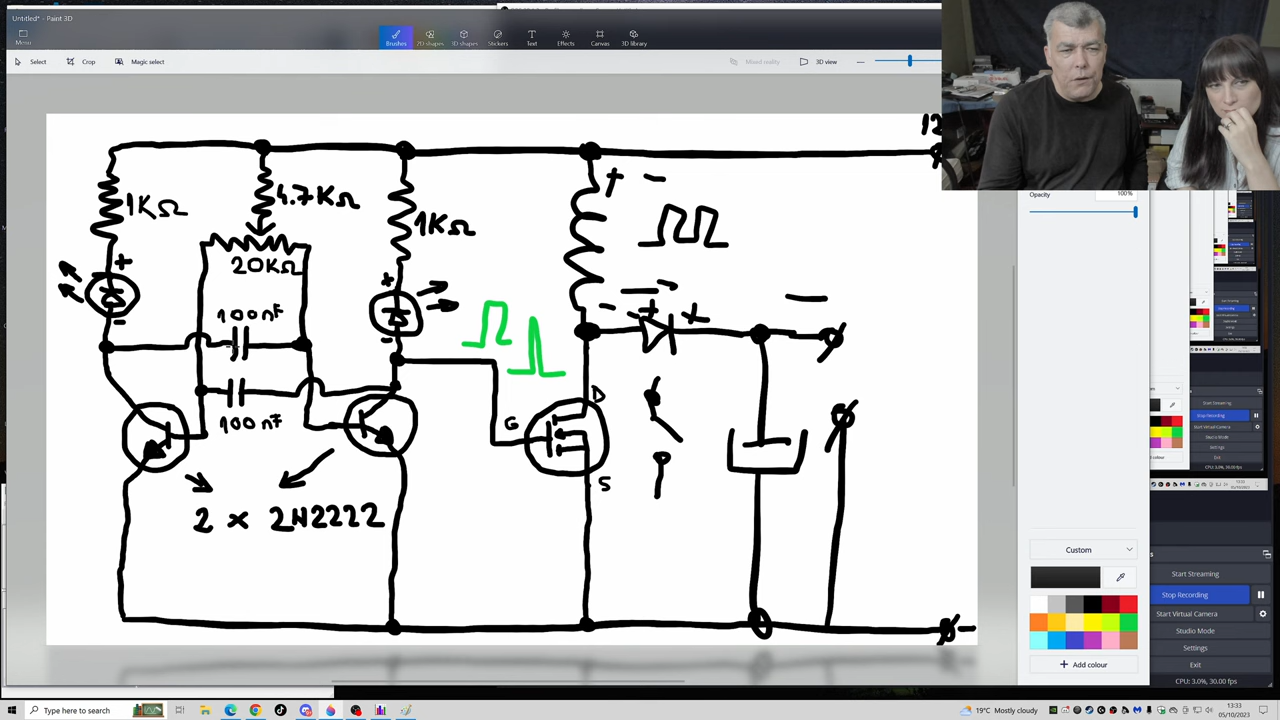 Untitled* - Paint 3D
Menu
Brushes
2D shapes
3D shapes
Stickers
Text
Effects
Canvas
3D library
Select
Crop
Magic select
Mixed reality
3D view
Opacity
100%
1KΩ
4.7KΩ
1KΩ
20KΩ
100nF
100nF
+
-
+
-
+ -
- +
+
G
D
S
2 x 2N2222
12
-
Custom
Add colour
Start Streaming
Stop Recording
Start Virtual Camera
Studio Mode
Settings
Exit
CPU: 3.0%, 30.00 fps
Type here to search
19°C Mostly cloudy
13:33
05/10/2023